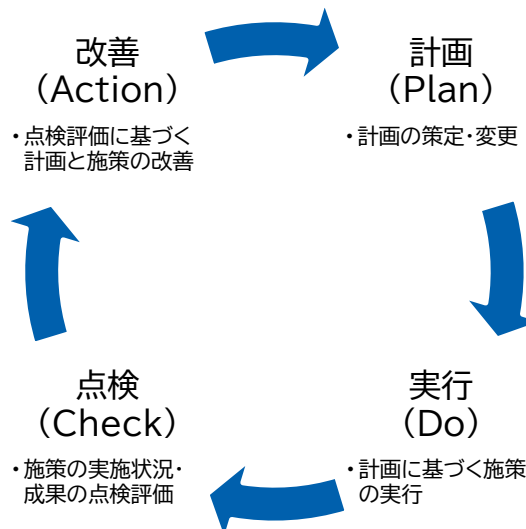 改善
（Action）
・点検評価に基づく
計画と施策の改善
計画
（Plan）
・計画の策定・変更
点検
（Check）
・施策の実施状況・
成果の点検評価
実行
（Do）
・計画に基づく施策
の実行